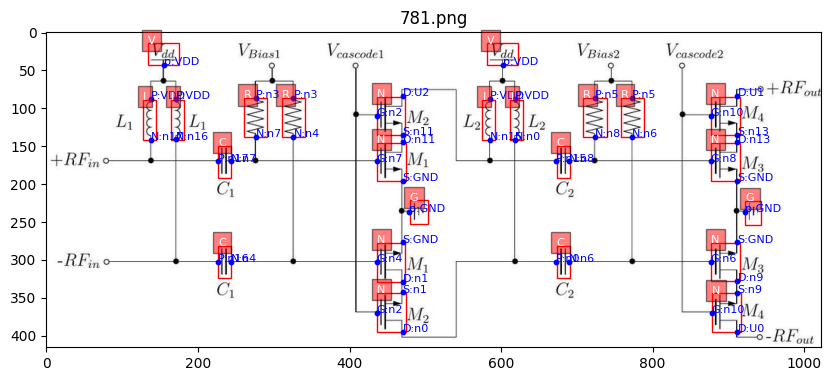 781.png
0
V V
V_dd V_Bias1 V_cascode1 V_dd V_Bias2 V_cascode2
p:VDD p:VDD
50
I I R R N I I R R N
P:n3 P:n3 D:U2 P:n5 P:n5 D:U1 +RF_out
100
G:n2 M_2 G:n10 M_4
L_1 L_1 L_2 L_2
N:n16 N:n7 N:n4 S:n11 N:n0 N:n8 N:n6 S:n13
C N D:n11 C N D:n13
150
+RF_in G:n7 M_1 G:n8 M_3
S:GND S:GND
200
C_1 G C_2 G
p:GND p:GND
250
C N S:GND C N S:GND
-RF_in G:n4 M_1 G:n6 M_3
300
C_1 N D:n1 C_2 N D:n9
S:n1 S:n9
G:n2 M_2 G:n10 M_4
350
D:n0 D:U0
-RF_out
400
0 200 400 600 800 1000